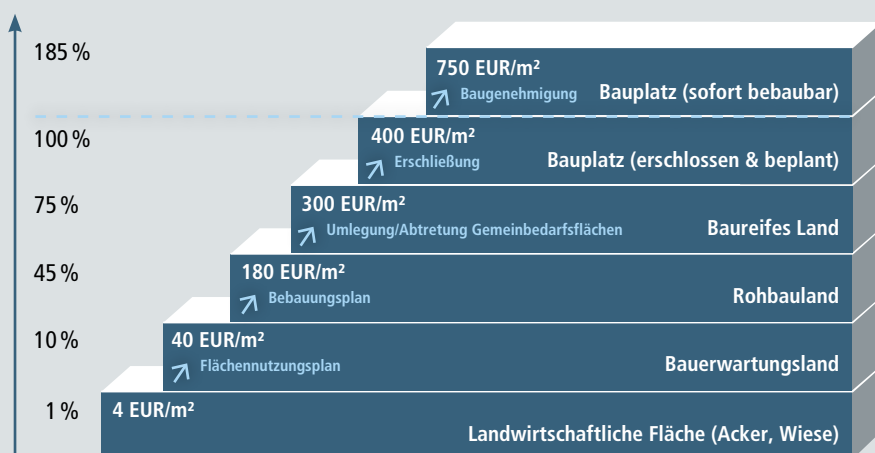 185 %
750 EUR/m²
Baugenehmigung
Bauplatz (sofort bebaubar)
100 %
400 EUR/m²
Erschließung
Bauplatz (erschlossen & beplant)
75 %
300 EUR/m²
Umlegung/Abtretung Gemeinbedarfsflächen
Baureifes Land
45 %
180 EUR/m²
Bebauungsplan
Rohbauland
10 %
40 EUR/m²
Flächennutzungsplan
Bauerwartungsland
1 %
4 EUR/m²
Landwirtschaftliche Fläche (Acker, Wiese)